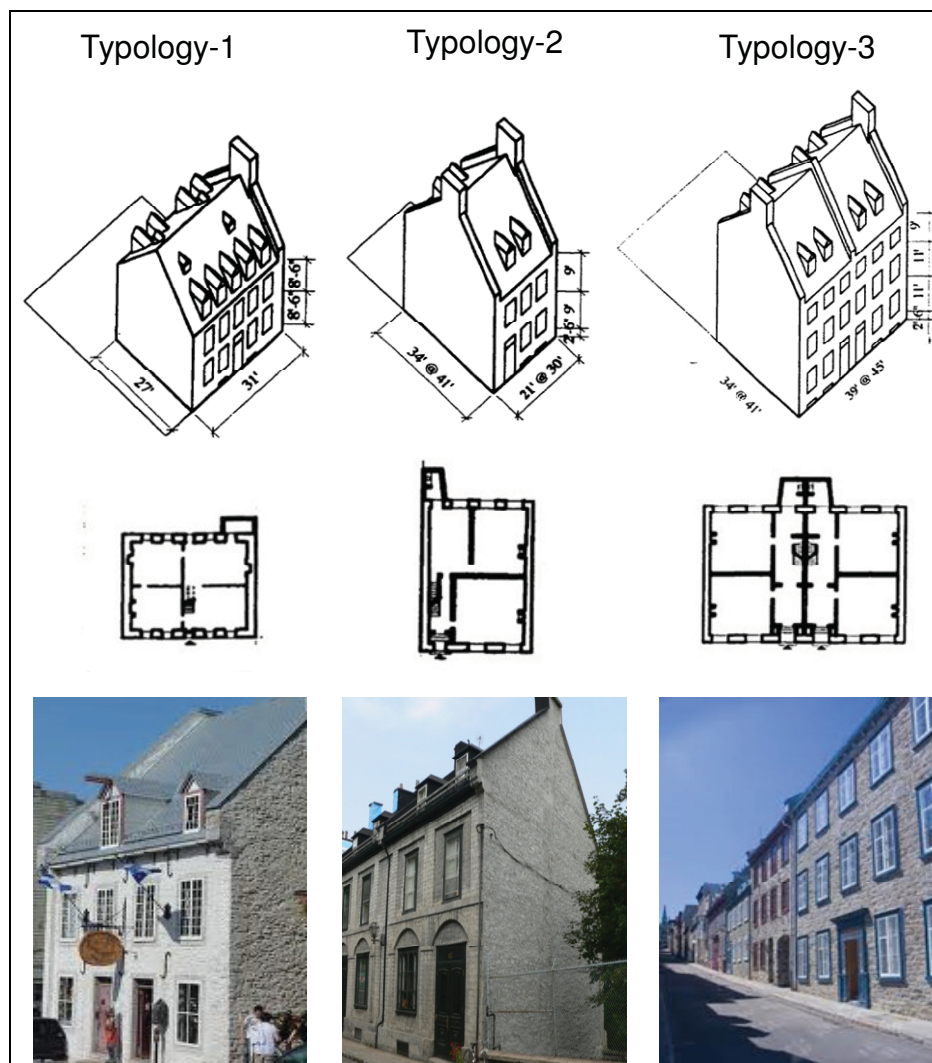 Typology-1
Typology-2
Typology-3
8'-6"
8'-6"
27'
31'
9'
9'
2'-6"
34' @ 41'
21' @ 30'
9'
11'
11'
2'-6"
34' @ 41'
39' @ 45'